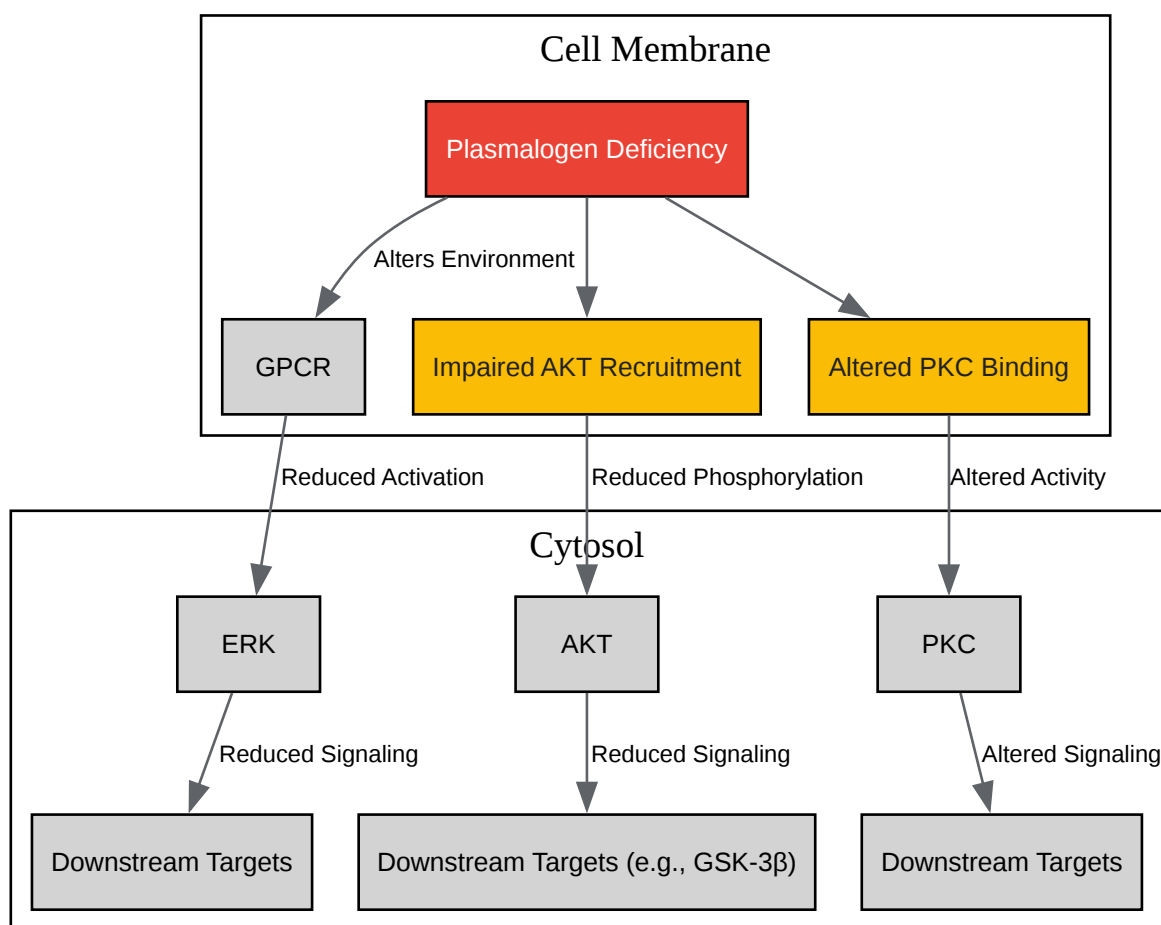 Cell Membrane
Plasmalogen Deficiency
Alters Environment
GPCR
Impaired AKT Recruitment
Altered PKC Binding
Reduced Activation
Reduced Phosphorylation
Altered Activity
Cytosol
ERK
AKT
PKC
Reduced Signaling
Reduced Signaling
Altered Signaling
Downstream Targets
Downstream Targets (e.g., GSK-3β)
Downstream Targets